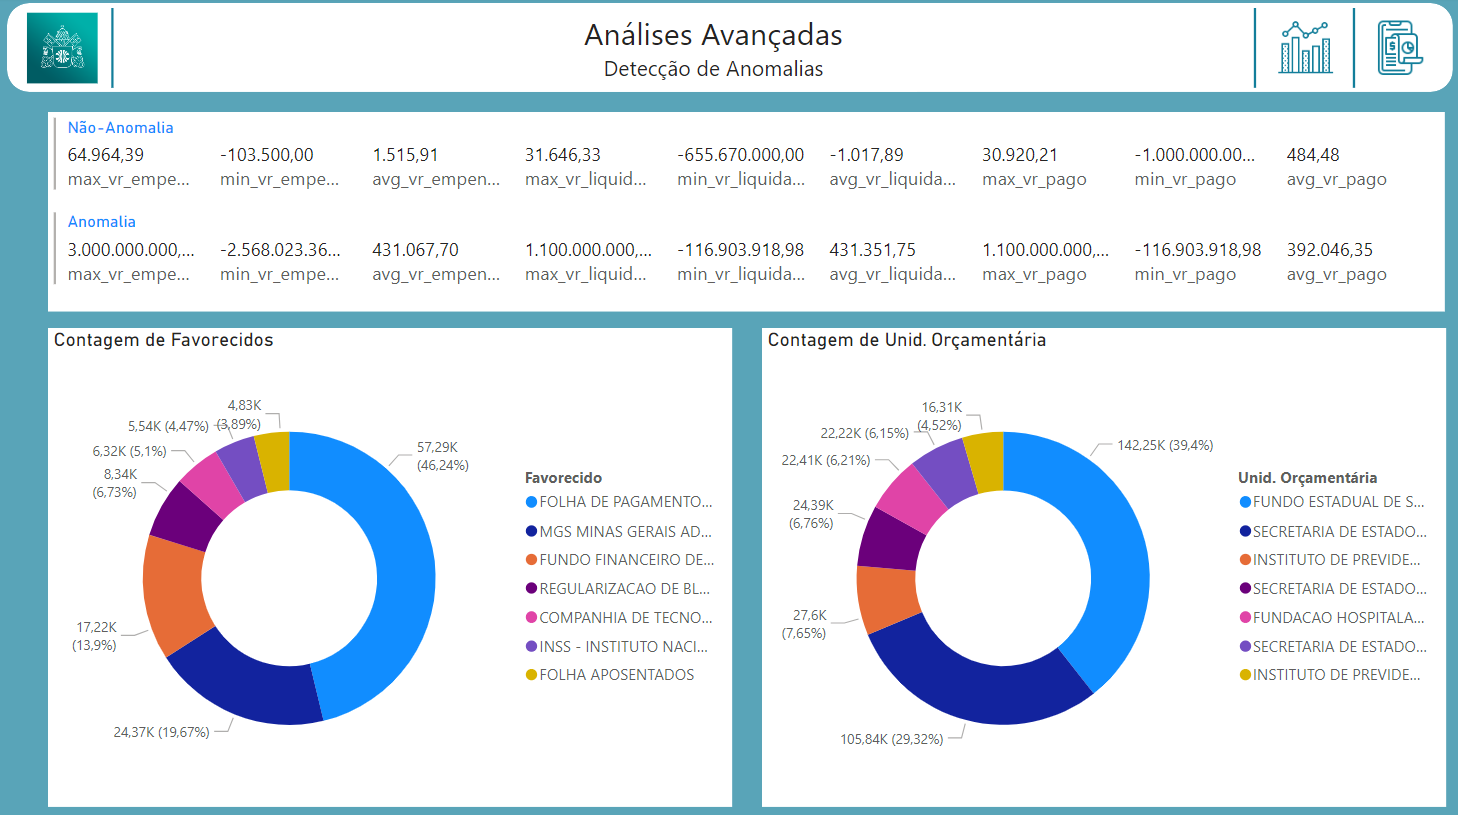 Análises Avançadas
Detecção de Anomalias
Não-Anomalia
64.964,39 -103.500,00 1.515,91 31.646,33 -655.670.000,00 -1.017,89 30.920,21 -1.000.000.00... 484,48
max_vr_empe... min_vr_empe... avg_vr_empen... max_vr_liquid... min_vr_liquida... avg_vr_liquida... max_vr_pago min_vr_pago avg_vr_pago
Anomalia
3.000.000.000,... -2.568.023.36... 431.067,70 1.100.000.000,... -116.903.918,98 431.351,75 1.100.000.000,... -116.903.918,98 392.046,35
max_vr_empe... min_vr_empe... avg_vr_empen... max_vr_liquid... min_vr_liquida... avg_vr_liquida... max_vr_pago min_vr_pago avg_vr_pago
Contagem de Favorecidos
4,83K
(3,89%)
5,54K (4,47%)
6,32K (5,1%)
8,34K
(6,73%)
17,22K
(13,9%)
24,37K (19,67%)
57,29K
(46,24%)
Favorecido
FOLHA DE PAGAMENTO...
MGS MINAS GERAIS AD...
FUNDO FINANCEIRO DE...
REGULARIZACAO DE BL...
COMPANHIA DE TECNO...
INSS - INSTITUTO NACI...
FOLHA APOSENTADOS
Contagem de Unid. Orçamentária
16,31K
(4,52%)
22,22K (6,15%)
22,41K (6,21%)
24,39K
(6,76%)
27,6K
(7,65%)
105,84K (29,32%)
142,25K (39,4%)
Unid. Orçamentária
FUNDO ESTADUAL DE S...
SECRETARIA DE ESTADO...
INSTITUTO DE PREVIDE...
SECRETARIA DE ESTADO...
FUNDACAO HOSPITALA...
SECRETARIA DE ESTADO...
INSTITUTO DE PREVIDE...